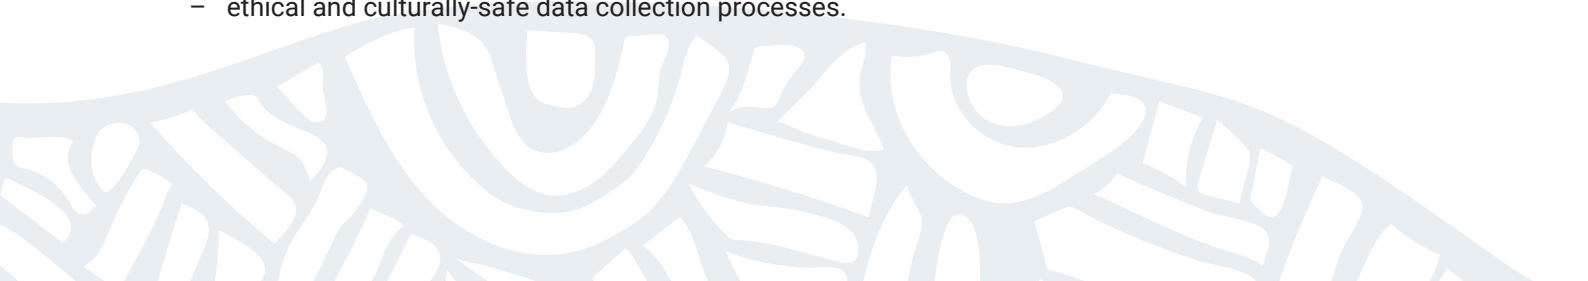 – ethical and culturally-safe data collection processes.